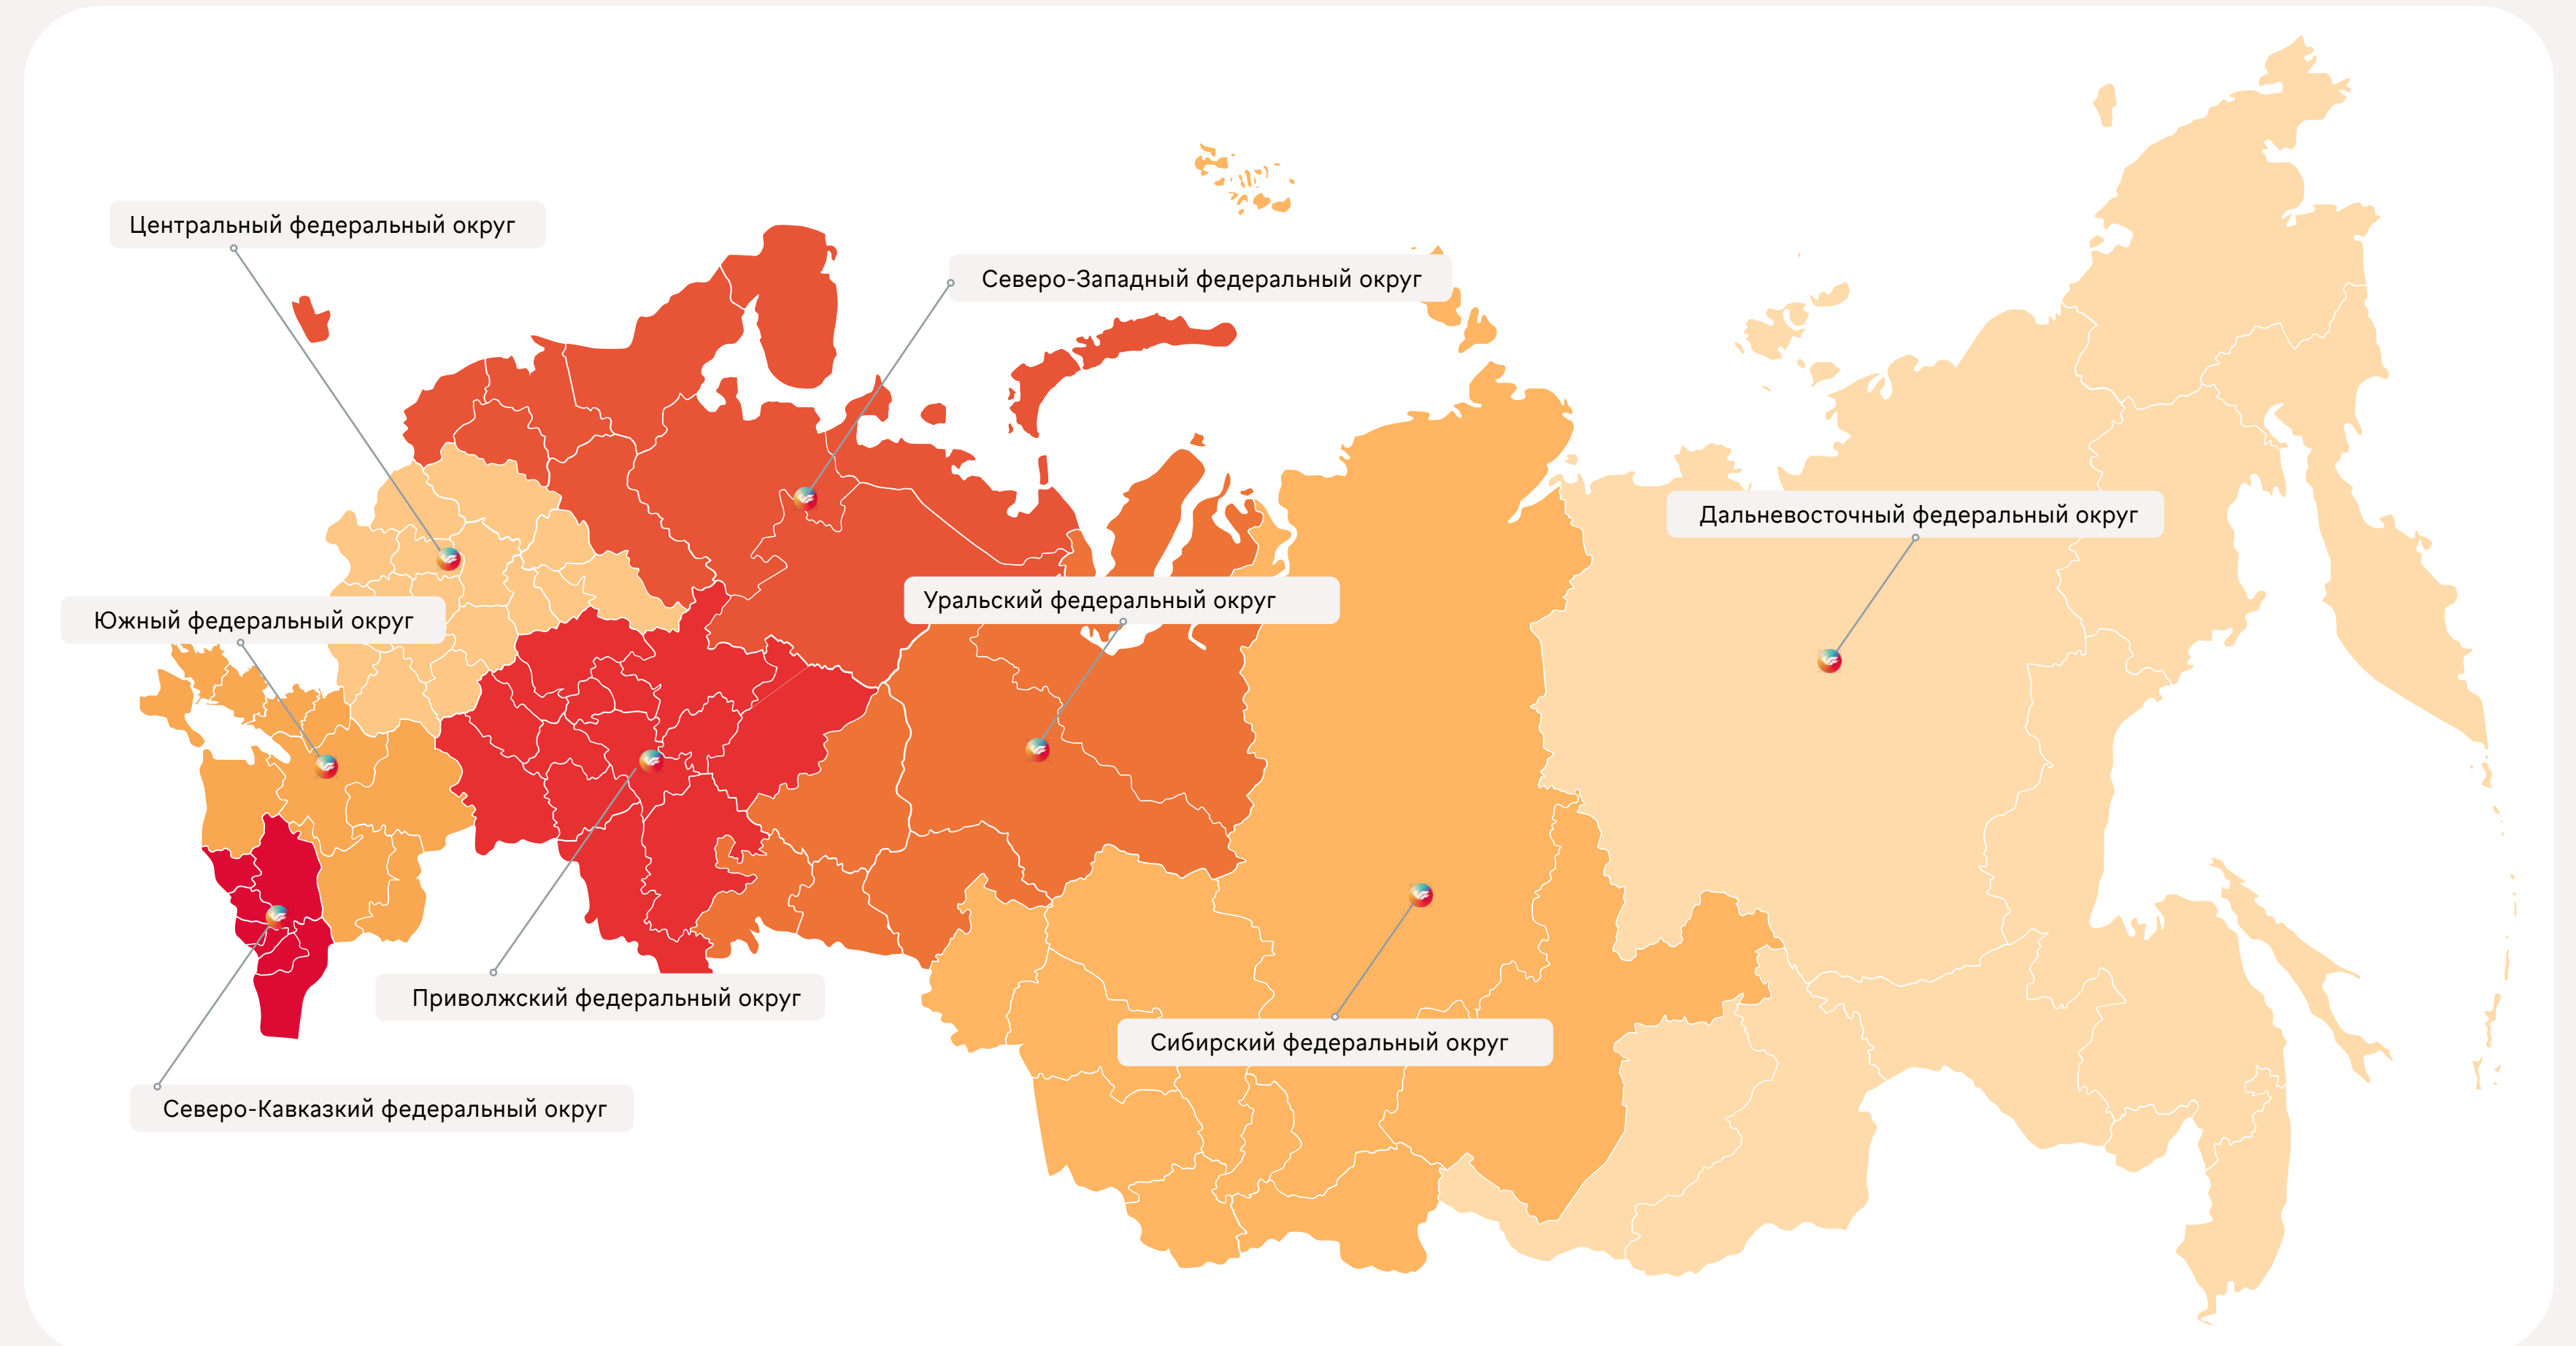 Центральный федеральный округ
Северо-Западный федеральный округ
Дальневосточный федеральный округ
Уральский федеральный округ
Южный федеральный округ
Приволжский федеральный округ
Сибирский федеральный округ
Северо-Кавказкий федеральный округ